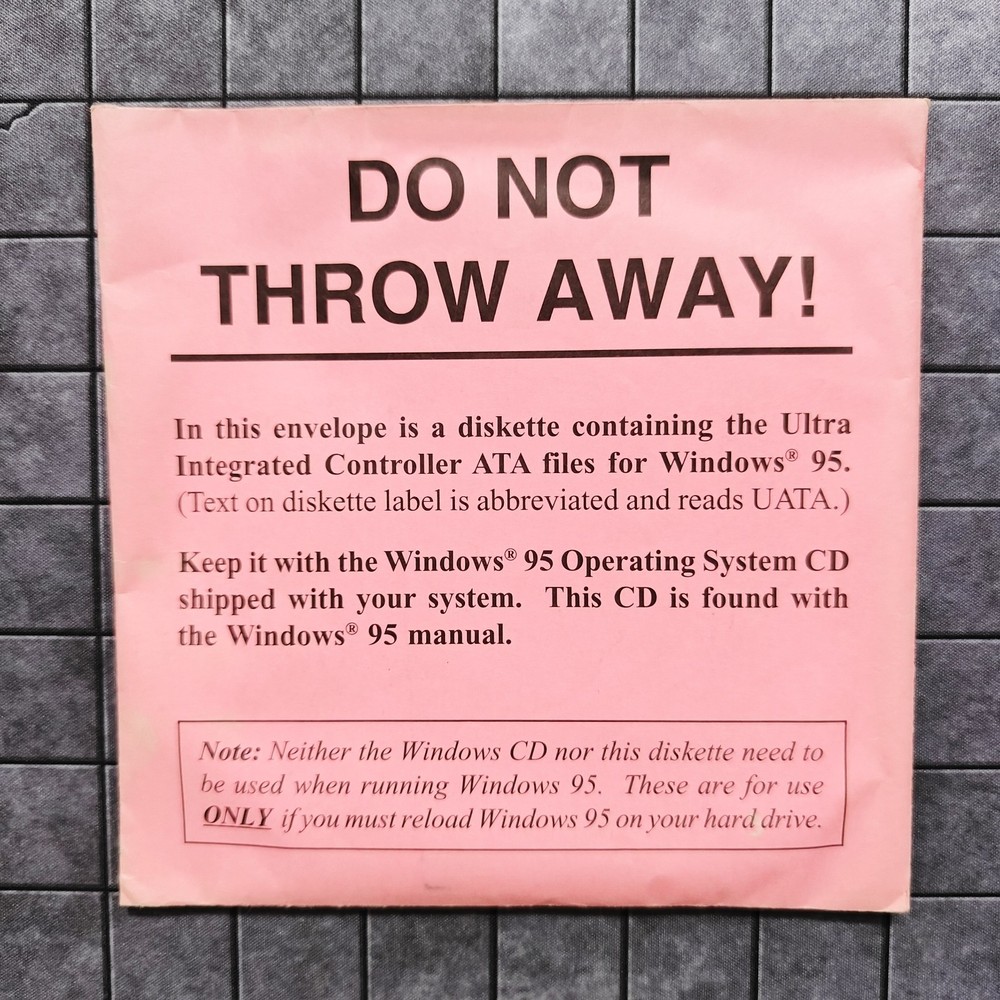 DO NOT
THROW AWAY!
In this envelope is a diskette containing the Ultra
Integrated Controller ATA files for Windows® 95.
(Text on diskette label is abbreviated and reads UATA.)
Keep it with the Windows® 95 Operating System CD
shipped with your system. This CD is found with
the Windows® 95 manual.
Note: Neither the Windows CD nor this diskette need to
be used when running Windows 95. These are for use
ONLY if you must reload Windows 95 on your hard drive.